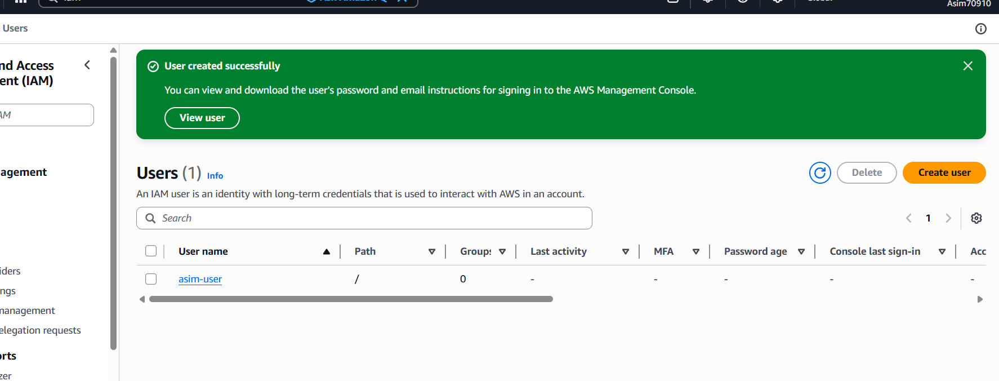 Asim70910
Users
nd Access
ent (IAM)
AM
agement
iders
ngs
management
elegation requests
orts
zer
User created successfully
You can view and download the user's password and email instructions for signing in to the AWS Management Console.
View user
Users (1) Info
Delete
Create user
An IAM user is an identity with long-term credentials that is used to interact with AWS in an account.
Search
1
User name
Path
Groups
Last activity
MFA
Password age
Console last sign-in
Acc
asim-user
/
0
-
-
-
-
-